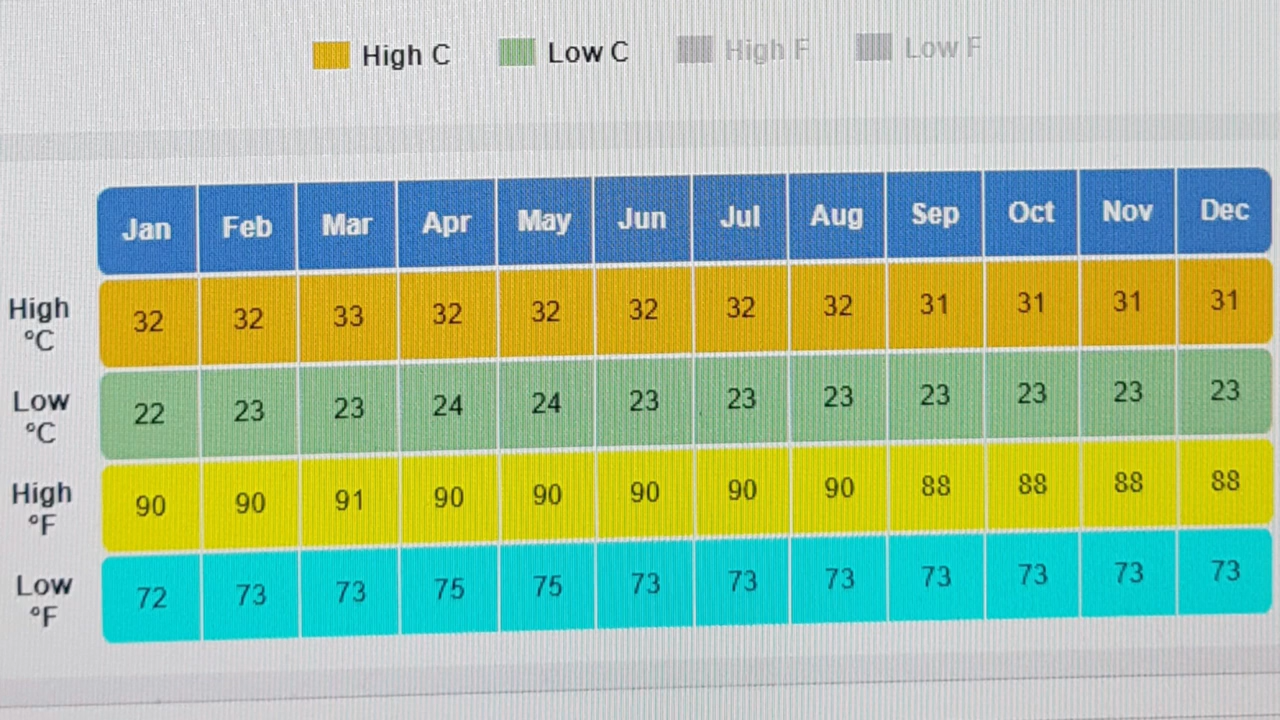 High C Low C High F Low F
Jan Feb Mar Apr May Jun Jul Aug Sep Oct Nov Dec
High °C 32 32 33 32 32 32 32 32 31 31 31 31
Low °C 22 23 23 24 24 23 23 23 23 23 23 23
High °F 90 90 91 90 90 90 90 90 88 88 88 88
Low °F 72 73 73 75 75 73 73 73 73 73 73 73